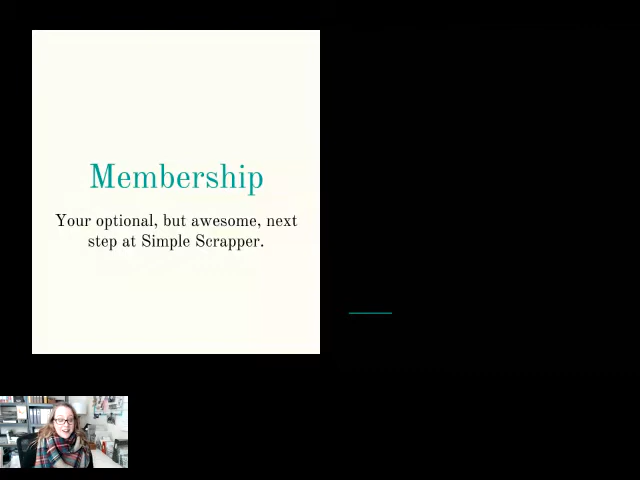 Membership
Your optional, but awesome, next
step at Simple Scrapper.